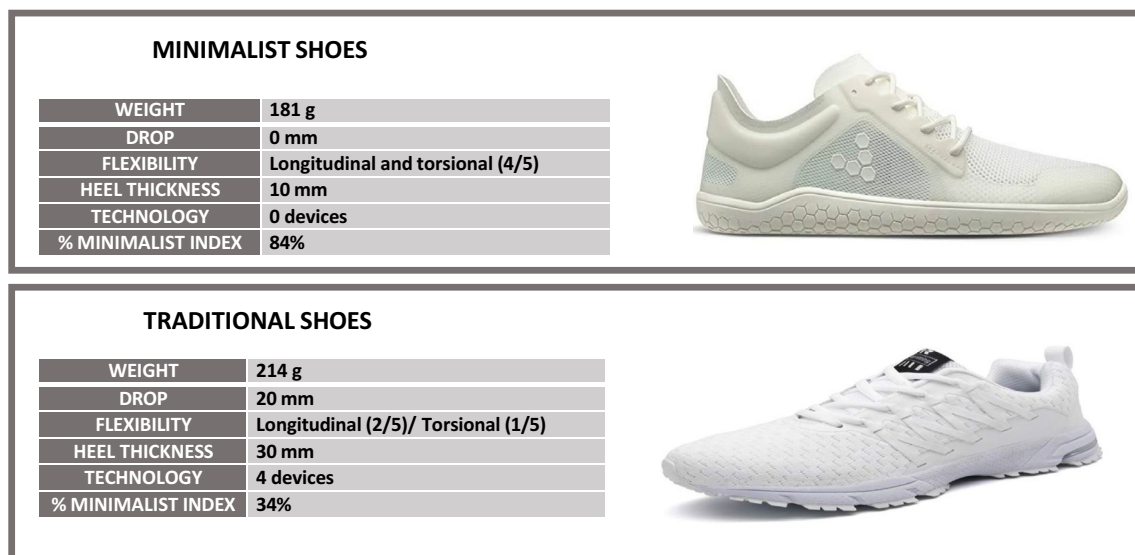 MINIMALIST SHOES
WEIGHT 181 g
DROP 0 mm
FLEXIBILITY Longitudinal and torsional (4/5)
HEEL THICKNESS 10 mm
TECHNOLOGY 0 devices
% MINIMALIST INDEX 84%
TRADITIONAL SHOES
WEIGHT 214 g
DROP 20 mm
FLEXIBILITY Longitudinal (2/5)/ Torsional (1/5)
HEEL THICKNESS 30 mm
TECHNOLOGY 4 devices
% MINIMALIST INDEX 34%